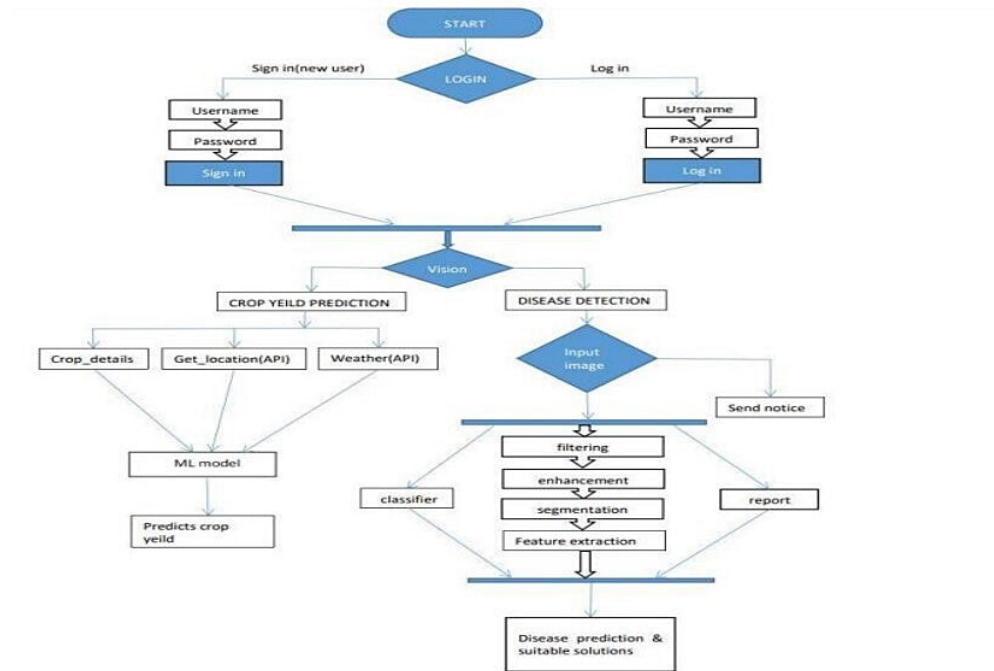 START
LOGIN
Sign in(new user)
Log in
Username
Password
Sign in
Username
Password
Log in
Vision
CROP YEILD PREDICTION
DISEASE DETECTION
Crop_details
Get_location(API)
Weather(API)
Input
image
Send notice
ML model
Predicts crop
yeild
filtering
enhancement
segmentation
Feature extraction
classifier
report
Disease prediction &
suitable solutions